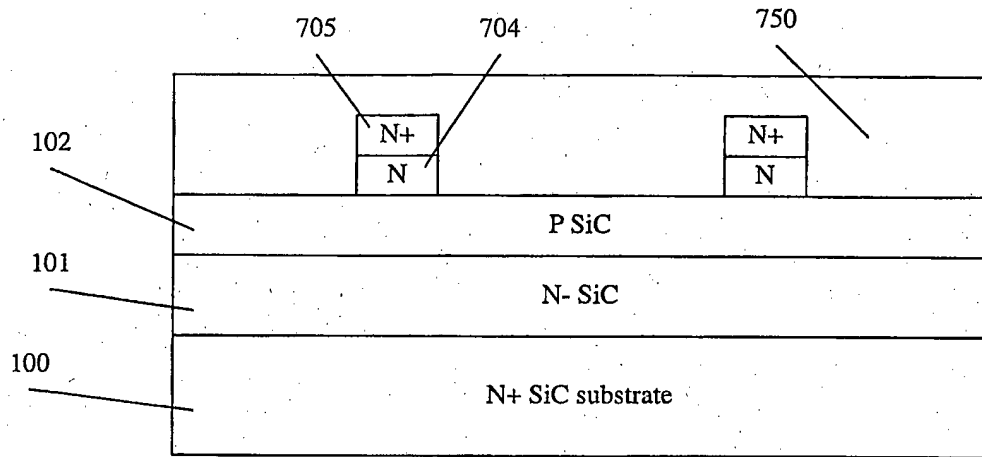 705
704
750
102
N+
N+
N
N
P SiC
101
N- SiC
100
N+ SiC substrate